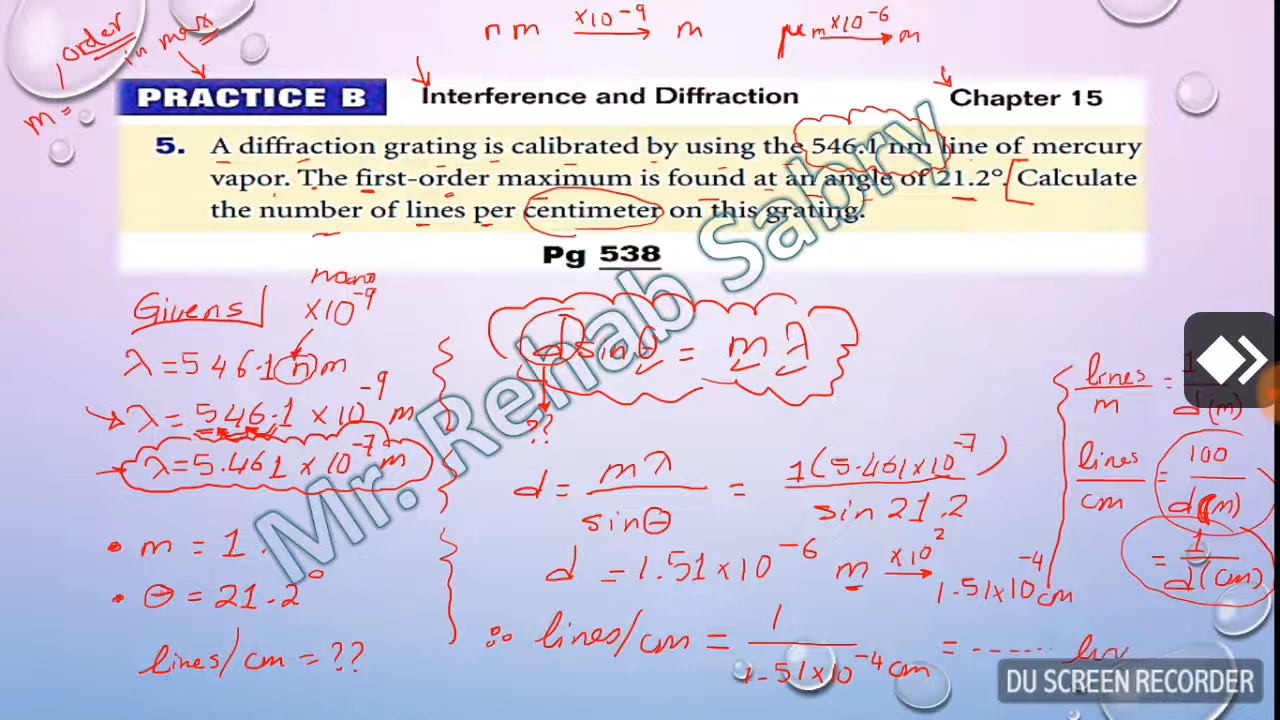 order
in max
m = 1
nm ×10⁻⁹ → m
μm ×10⁻⁶ → m
PRACTICE B Interference and Diffraction Chapter 15
5. A diffraction grating is calibrated by using the 546.1 nm line of mercury
vapor. The first-order maximum is found at an angle of 21.2°. Calculate
the number of lines per centimeter on this grating.
Pg 538
Mr. Rehab Sabry
Givens
nano
×10⁻⁹
λ = 546.1 nm
λ = 546.1 × 10⁻⁹ m
λ = 5.461 × 10⁻⁷ m
• m = 1.
• θ = 21.2°
lines/cm = ??
d sin θ = m λ
??
d = mλ / sin θ = 1(5.461×10⁻⁷) / sin 21.2
d = 1.51 × 10⁻⁶ m ×10² → 1.51×10⁻⁴ cm
∴ lines/cm = 1 / 1.51×10⁻⁴ cm = ------
lines/m = 1/d(m)
lines/cm = 100/d(m)
= 1/d(cm)
DU SCREEN RECORDER